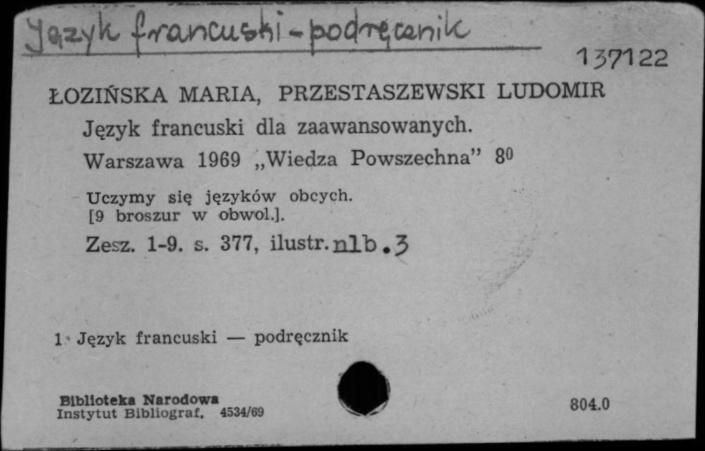 Język francuski - podręcznik
137122
ŁOZIŃSKA MARIA, PRZESTASZEWSKI LUDOMIR
Język francuski dla zaawansowanych.
Warszawa 1969 „Wiedza Powszechna” 8⁰
Uczymy się języków obcych.
[9 broszur w obwol.].
Zesz. 1-9. s. 377, ilustr. nlb.3
1. Język francuski — podręcznik
Biblioteka Narodowa
Instytut Bibliograf. 4534/69
804.0